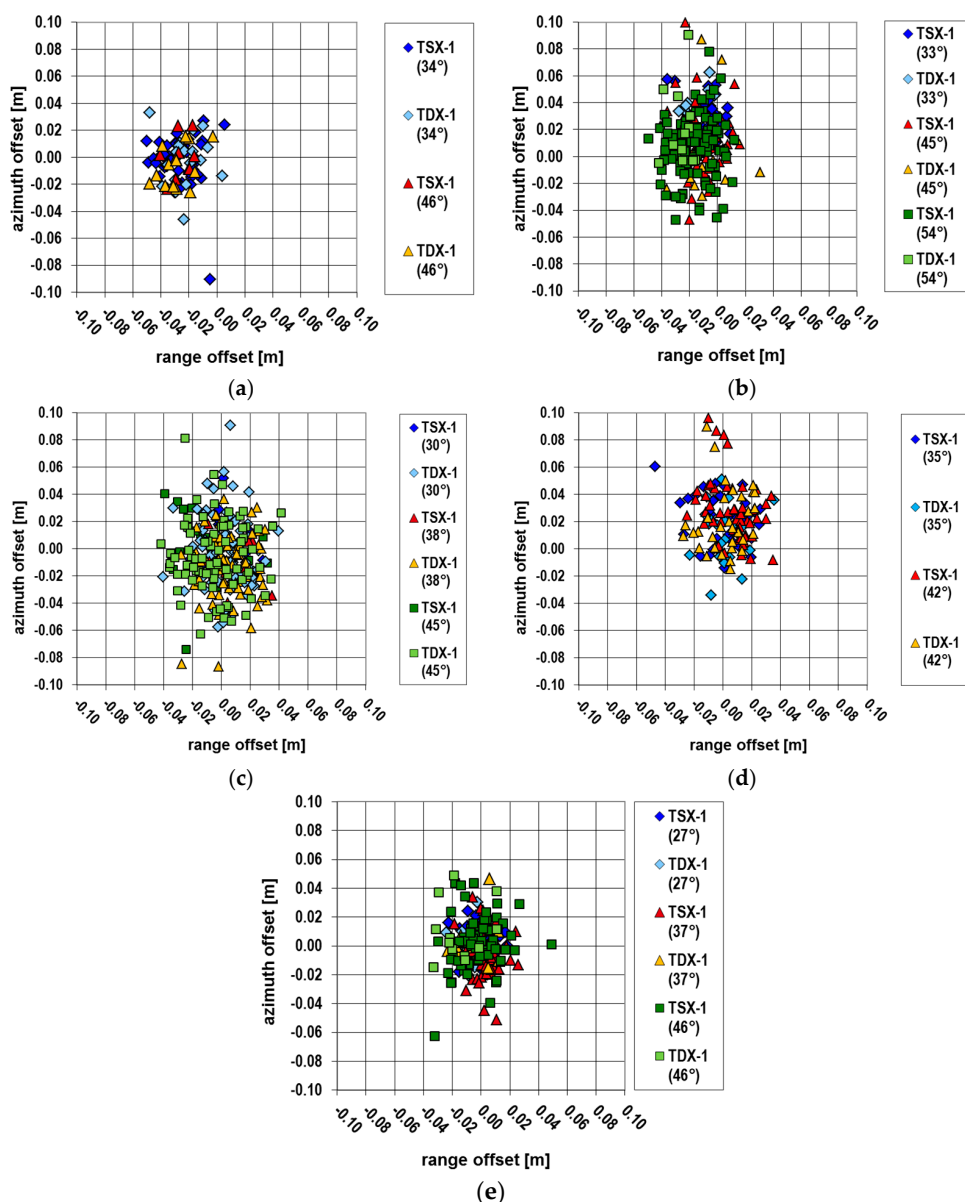 0.10
0.08
0.06
0.04
0.02
0.00
-0.02
-0.04
-0.06
-0.08
-0.10
azimuth offset [m]
-0.10 -0.08 -0.06 -0.04 -0.02 0.00 0.02 0.04 0.06 0.08 0.10
range offset [m]
TSX-1
(34°)
TDX-1
(34°)
TSX-1
(46°)
TDX-1
(46°)
(a)
0.10
0.08
0.06
0.04
0.02
0.00
-0.02
-0.04
-0.06
-0.08
-0.10
azimuth offset [m]
-0.10 -0.08 -0.06 -0.04 -0.02 0.00 0.02 0.04 0.06 0.08 0.10
range offset [m]
TSX-1
(33°)
TDX-1
(33°)
TSX-1
(45°)
TDX-1
(45°)
TSX-1
(54°)
TDX-1
(54°)
(b)
0.10
0.08
0.06
0.04
0.02
0.00
-0.02
-0.04
-0.06
-0.08
-0.10
azimuth offset [m]
-0.10 -0.08 -0.06 -0.04 -0.02 0.00 0.02 0.04 0.06 0.08 0.10
range offset [m]
TSX-1
(30°)
TDX-1
(30°)
TSX-1
(38°)
TDX-1
(38°)
TSX-1
(45°)
TDX-1
(45°)
(c)
0.10
0.08
0.06
0.04
0.02
0.00
-0.02
-0.04
-0.06
-0.08
-0.10
azimuth offset [m]
-0.10 -0.08 -0.06 -0.04 -0.02 0.00 0.02 0.04 0.06 0.08 0.10
range offset [m]
TSX-1
(35°)
TDX-1
(35°)
TSX-1
(42°)
TDX-1
(42°)
(d)
0.10
0.08
0.06
0.04
0.02
0.00
-0.02
-0.04
-0.06
-0.08
-0.10
azimuth offset [m]
-0.10 -0.08 -0.06 -0.04 -0.02 0.00 0.02 0.04 0.06 0.08 0.10
range offset [m]
TSX-1
(27°)
TDX-1
(27°)
TSX-1
(37°)
TDX-1
(37°)
TSX-1
(46°)
TDX-1
(46°)
(e)